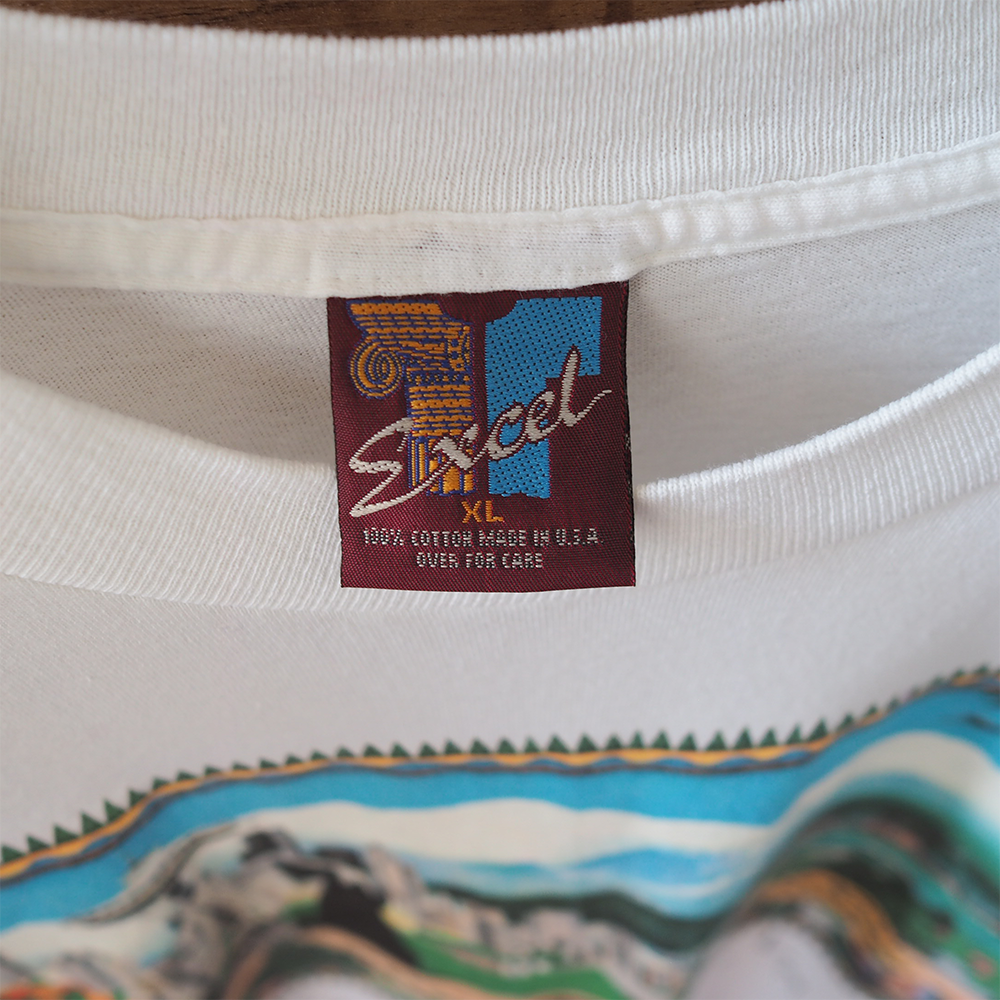 Excel
XL
100% COTTON MADE IN U.S.A.
OVER FOR CARE